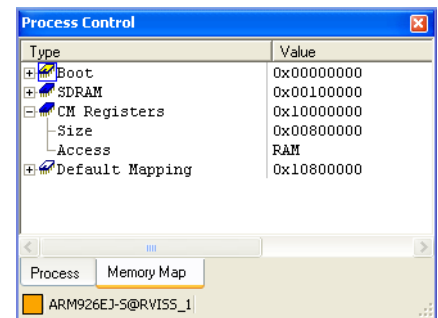 Process Control
Type Value
Boot 0x00000000
SDRAM 0x00100000
CM Registers 0x10000000
Size 0x00800000
Access RAM
Default Mapping 0x10800000
Process Memory Map
ARM926EJ-S@RVISS_1